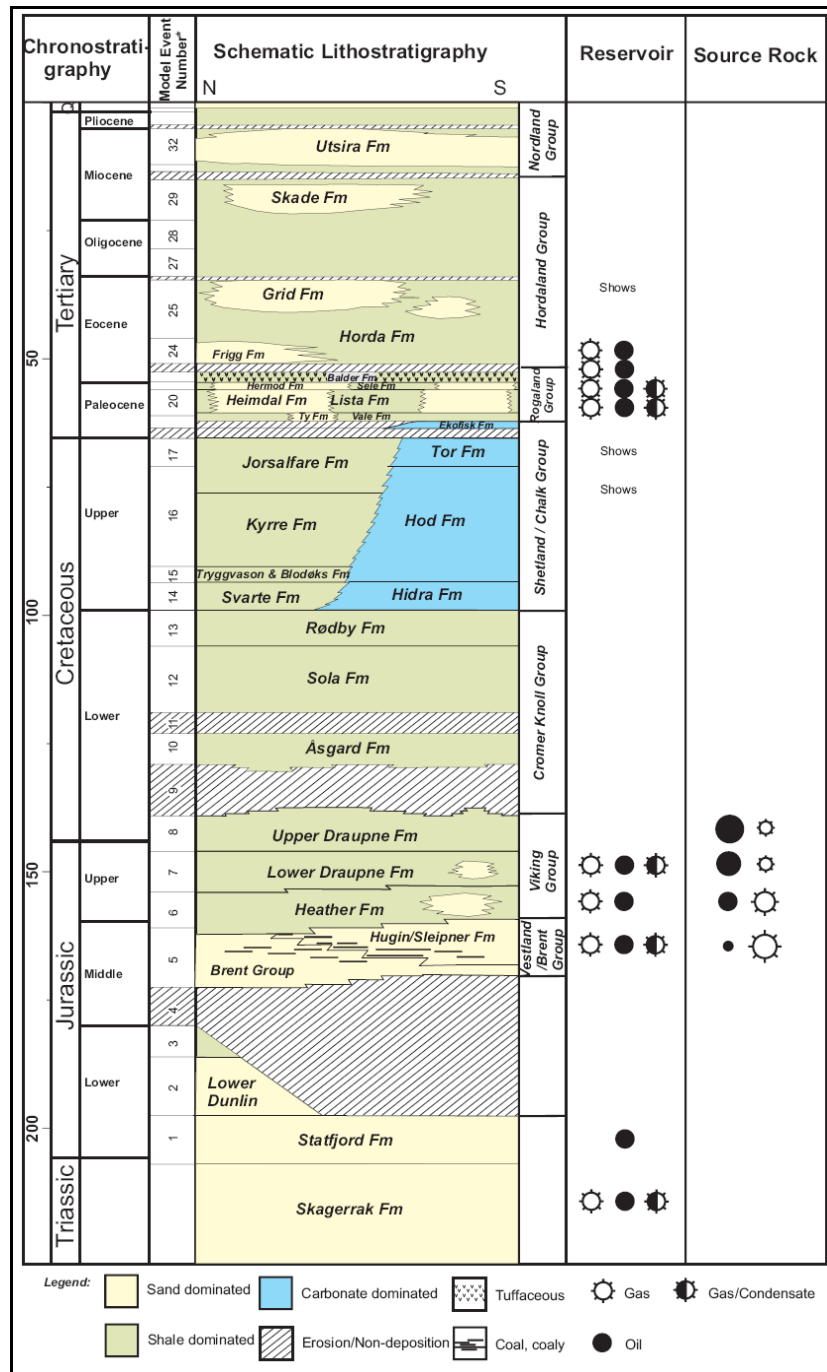 Chronostrati-
graphy
Model Event
Number*
Schematic Lithostratigraphy
N
S
Reservoir
Source Rock
Q
Pliocene
32
Utsira Fm
Nordland
Group
Miocene
29
Skade Fm
Oligocene
28
27
Tertiary
Hordaland Group
Grid Fm
Shows
Eocene
25
Horda Fm
24
Frigg Fm
50
Balder Fm
Hermod Fm
Sele Fm
Paleocene
20
Heimdal Fm
Lista Fm
Rogaland
Group
Ty Fm
Vale Fm
Ekofisk Fm
17
Jorsalfare Fm
Tor Fm
Shows
Shows
Upper
16
Kyrre Fm
Hod Fm
Shetland / Chalk Group
15
Tryggvason & Blodøks Fm
14
Svarte Fm
Hidra Fm
100
Cretaceous
13
Rødby Fm
12
Sola Fm
Lower
11
Cromer Knoll Group
10
Åsgard Fm
9
8
Upper Draupne Fm
150
Upper
7
Lower Draupne Fm
Viking
Group
6
Heather Fm
Hugin/Sleipner Fm
Vestland
/Brent
Group
Jurassic
Middle
5
Brent Group
4
3
Lower
2
Lower
Dunlin
200
1
Statfjord Fm
Triassic
Skagerrak Fm
Legend:
Sand dominated
Carbonate dominated
Tuffaceous
Gas
Gas/Condensate
Shale dominated
Erosion/Non-deposition
Coal, coaly
Oil